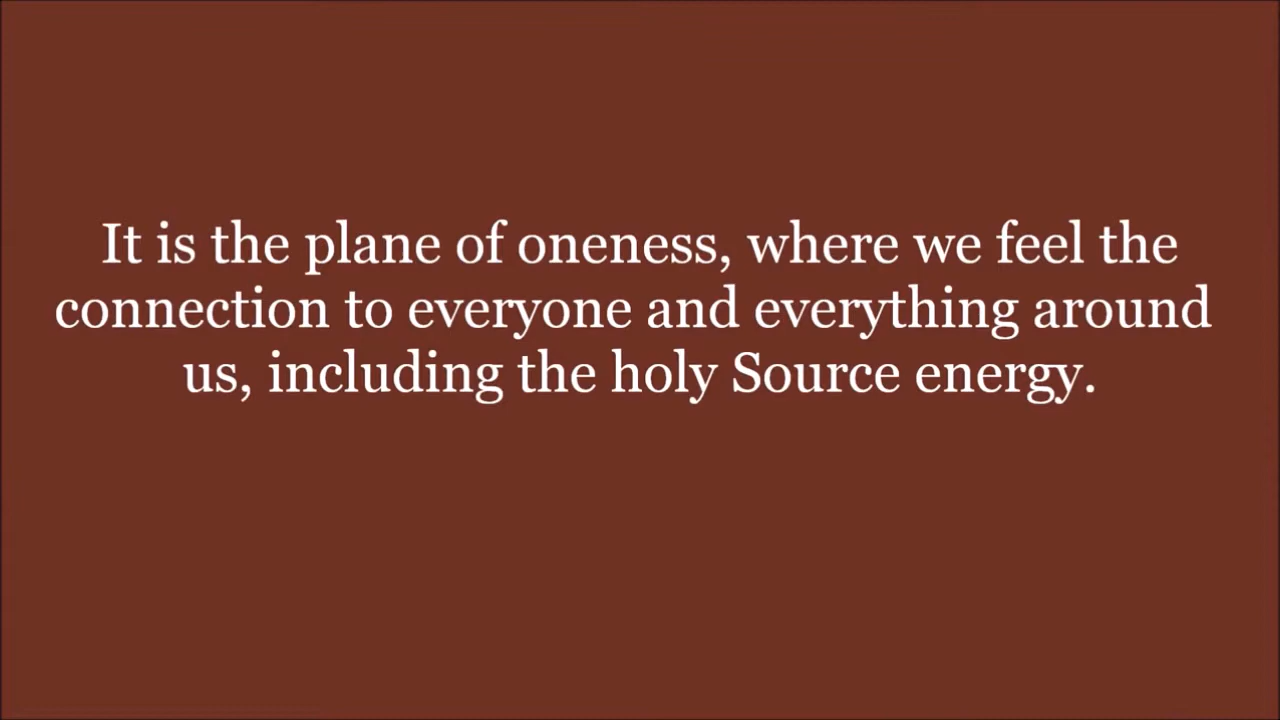 It is the plane of oneness, where we feel the
connection to everyone and everything around
us, including the holy Source energy.